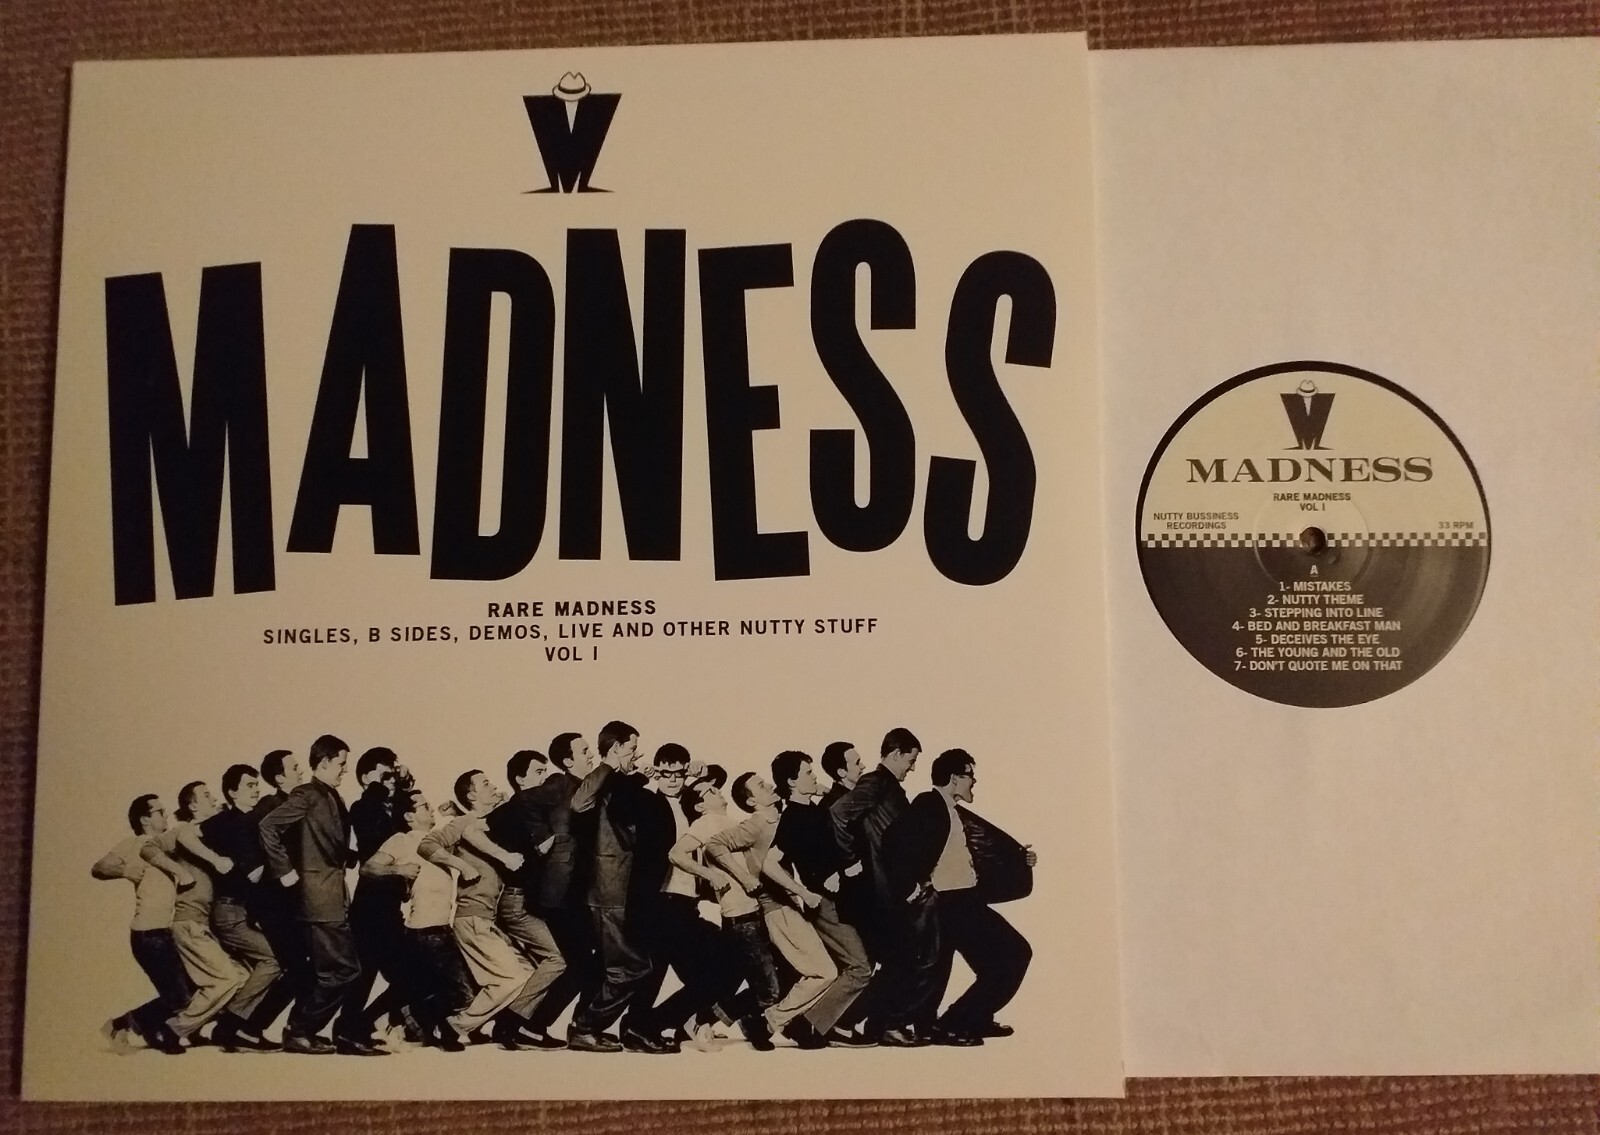 M
MADNESS
RARE MADNESS
SINGLES, B SIDES, DEMOS, LIVE AND OTHER NUTTY STUFF
VOL I
M
MADNESS
RARE MADNESS
VOL I
NUTTY BUSSINESS
RECORDINGS
33 RPM
A
1- MISTAKES
2- NUTTY THEME
3- STEPPING INTO LINE
4- BED AND BREAKFAST MAN
5- DECEIVES THE EYE
6- THE YOUNG AND THE OLD
7- DON'T QUOTE ME ON THAT